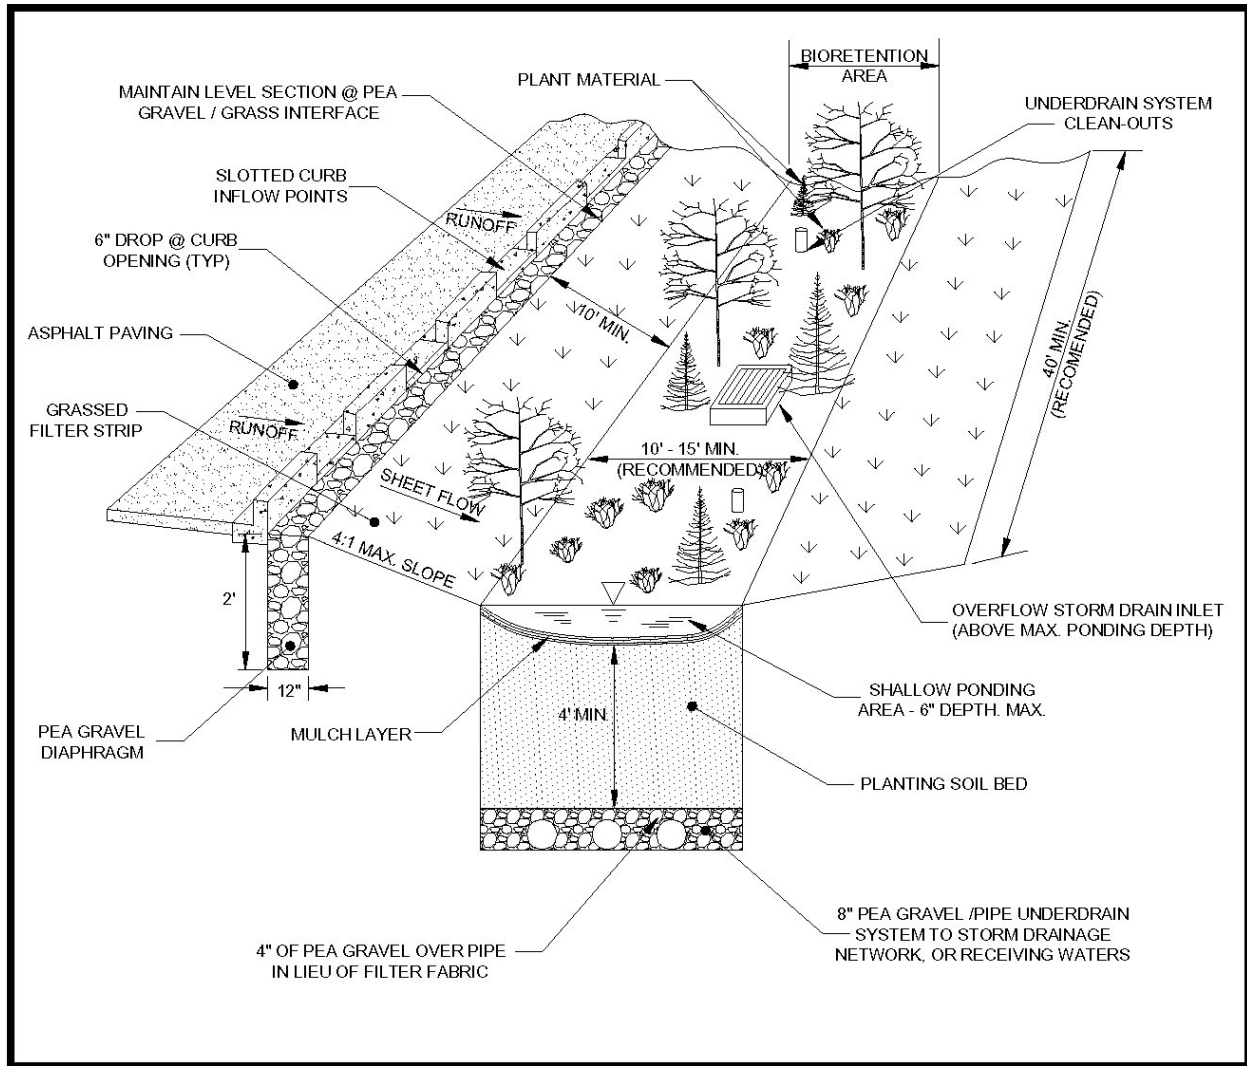 BIORETENTION
AREA
PLANT MATERIAL
MAINTAIN LEVEL SECTION @ PEA
GRAVEL / GRASS INTERFACE
UNDERDRAIN SYSTEM
CLEAN-OUTS
SLOTTED CURB
INFLOW POINTS
RUNOFF
6" DROP @ CURB
OPENING (TYP)
10' MIN.
ASPHALT PAVING
40' MIN.
(RECOMENDED)
GRASSED
FILTER STRIP
RUNOFF
10' - 15' MIN.
(RECOMMENDED)
SHEET FLOW
4:1 MAX. SLOPE
2'
OVERFLOW STORM DRAIN INLET
(ABOVE MAX. PONDING DEPTH)
12"
SHALLOW PONDING
AREA - 6" DEPTH. MAX.
4' MIN.
PEA GRAVEL
DIAPHRAGM
MULCH LAYER
PLANTING SOIL BED
8" PEA GRAVEL /PIPE UNDERDRAIN
SYSTEM TO STORM DRAINAGE
NETWORK, OR RECEIVING WATERS
4" OF PEA GRAVEL OVER PIPE
IN LIEU OF FILTER FABRIC